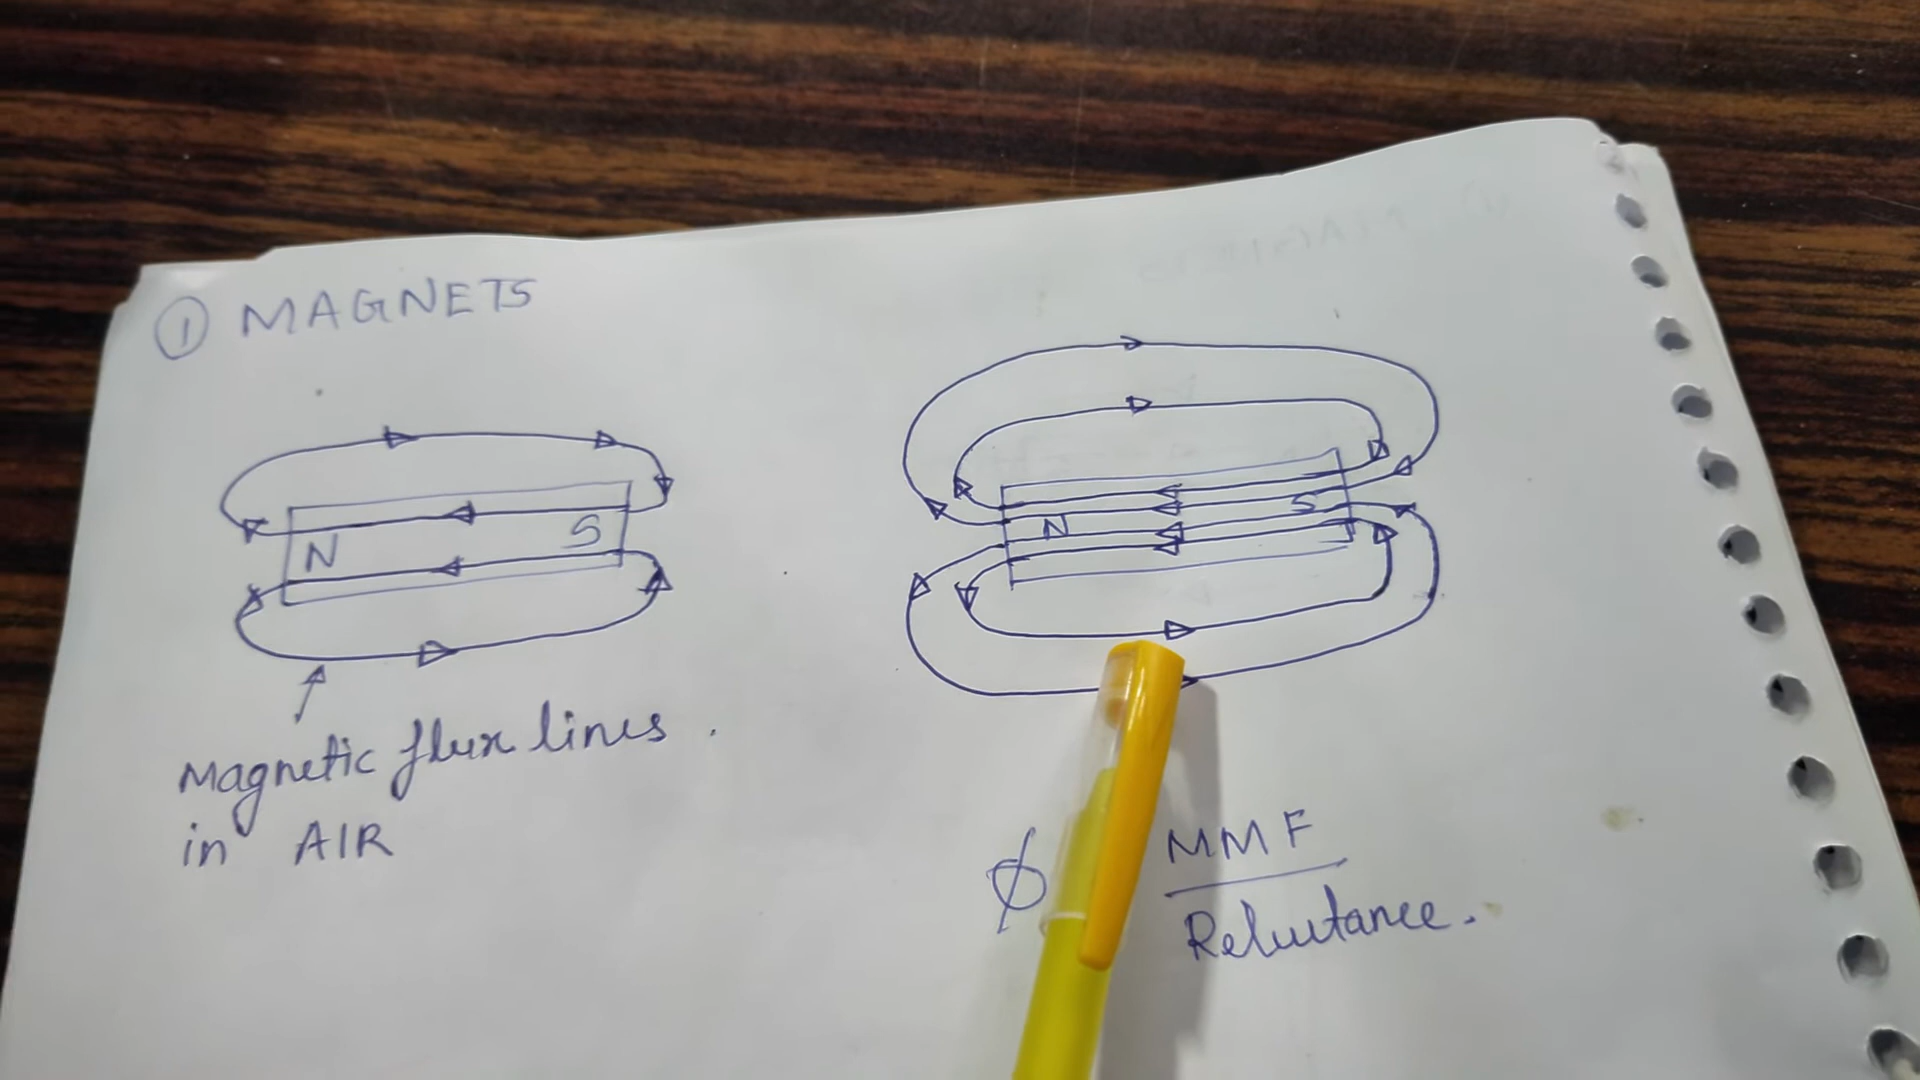 ① MAGNETS
N S
N S
Magnetic flux lines.
in AIR
ϕ MMF
Reluctance.